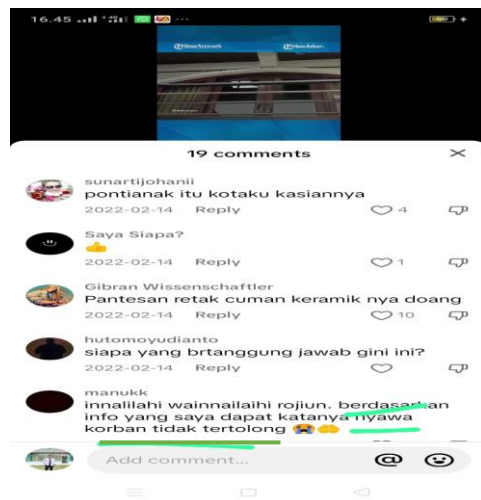 16.45
19 comments
sunartijohanii
pontianak itu kotaku kasiannya
2022-02-14 Reply 4
Saya Siapa?
👍
2022-02-14 Reply 1
Gibran Wissenschaftler
Pantesan retak cuman keramik nya doang
2022-02-14 Reply 10
hutomoyudianto
siapa yang brtanggung jawab gini ini?
2022-02-14 Reply
manukk
innalilahi wainnailaihi rojiun. berdasarkan
info yang saya dapat katanya nyawa
korban tidak tertolong 😭🤲
Add comment...